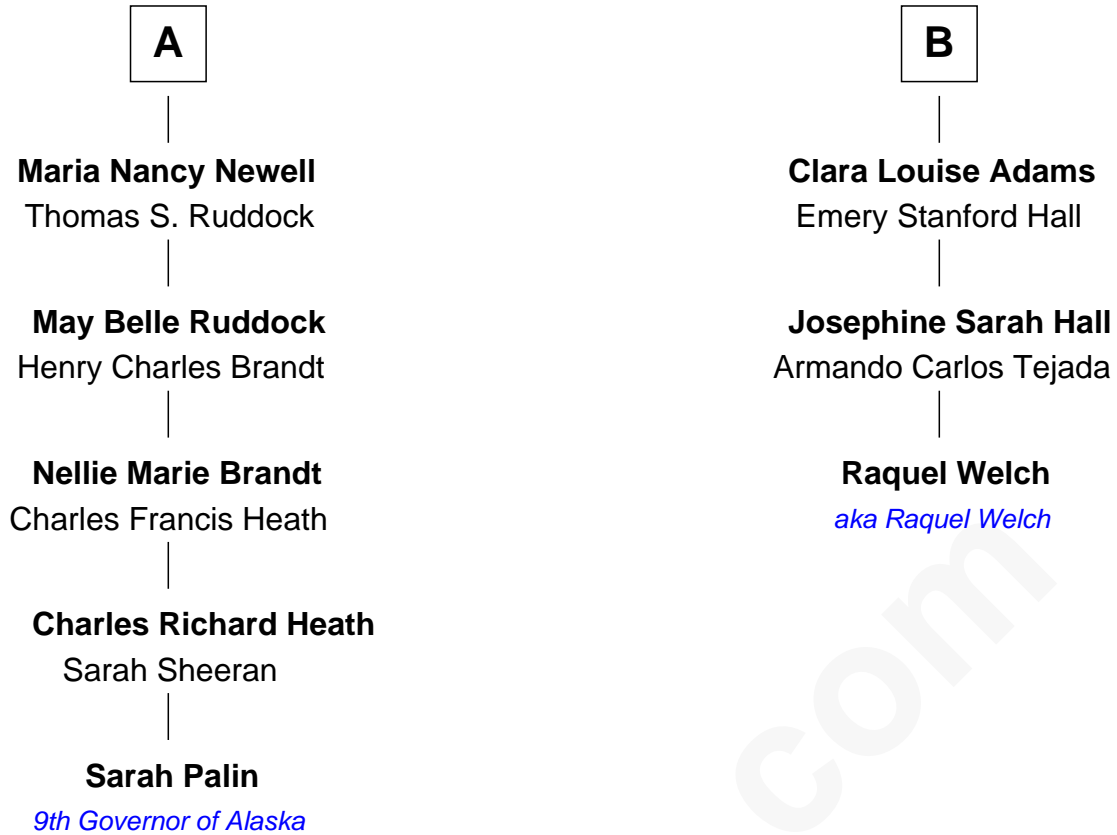 A
Maria Nancy Newell
Thomas S. Ruddock
May Belle Ruddock
Henry Charles Brandt
Nellie Marie Brandt
Charles Francis Heath
Charles Richard Heath
Sarah Sheeran
Sarah Palin
9th Governor of Alaska
B
Clara Louise Adams
Emery Stanford Hall
Josephine Sarah Hall
Armando Carlos Tejada
Raquel Welch
aka Raquel Welch
com